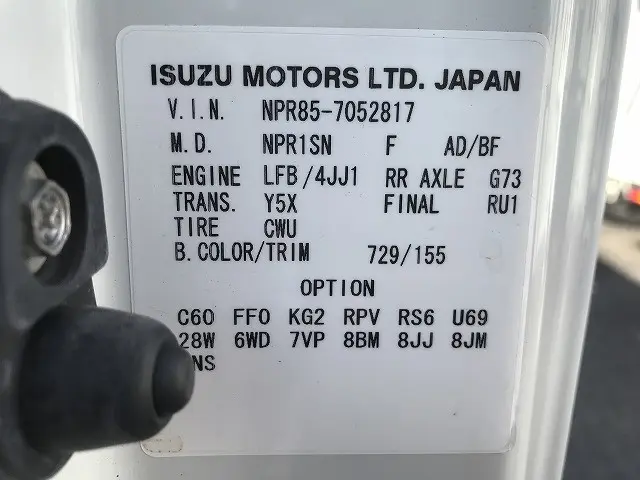 ISUZU MOTORS LTD. JAPAN
V.I.N. NPR85-7052817
M.D. NPR1SN F AD/BF
ENGINE LFB/4JJ1 RR AXLE G73
TRANS. Y5X FINAL RU1
TIRE CWU
B.COLOR/TRIM 729/155
OPTION
C60 FF0 KG2 RPV RS6 U69
28W 6WD 7VP 8BM 8JJ 8JM